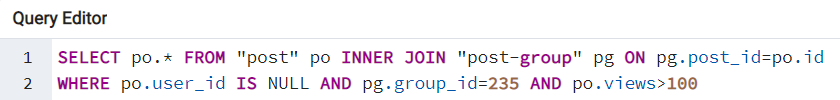 Query Editor
1 SELECT po.* FROM "post" po INNER JOIN "post-group" pg ON pg.post_id=po.id
2 WHERE po.user_id IS NULL AND pg.group_id=235 AND po.views>100